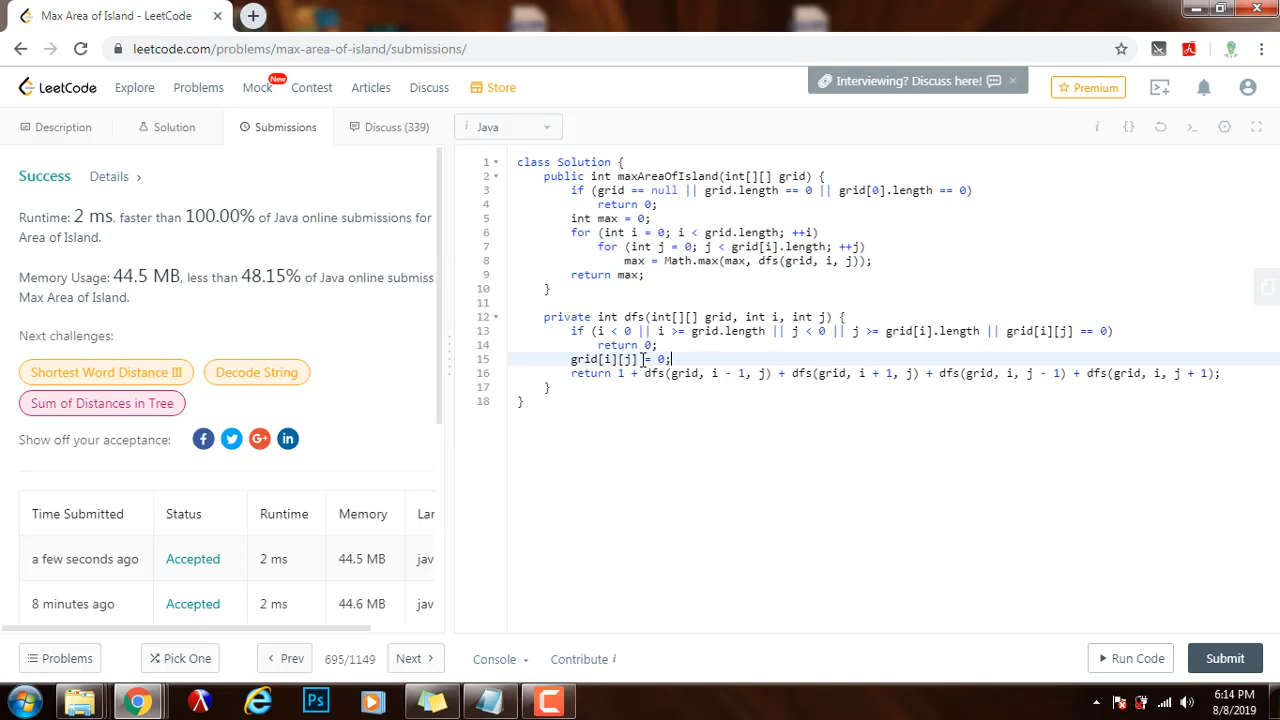 Max Area of Island - LeetCode
leetcode.com/problems/max-area-of-island/submissions/
LeetCode
Explore
Problems
Mock
New
Contest
Articles
Discuss
Store
Interviewing? Discuss here!
Premium
Description
Solution
Submissions
Discuss (339)
i Java
Success
Details
Runtime: 2 ms, faster than 100.00% of Java online submissions for
Area of Island.
Memory Usage: 44.5 MB, less than 48.15% of Java online submiss
Max Area of Island.
Next challenges:
Shortest Word Distance III
Decode String
Sum of Distances in Tree
Show off your acceptance:
Time Submitted Status Runtime Memory Lar
a few seconds ago Accepted 2 ms 44.5 MB jav
8 minutes ago Accepted 2 ms 44.6 MB jav
1 class Solution {
2 public int maxAreaOfIsland(int[][] grid) {
3 if (grid == null || grid.length == 0 || grid[0].length == 0)
4 return 0;
5 int max = 0;
6 for (int i = 0; i < grid.length; ++i)
7 for (int j = 0; j < grid[i].length; ++j)
8 max = Math.max(max, dfs(grid, i, j));
9 return max;
10 }
11
12 private int dfs(int[][] grid, int i, int j) {
13 if (i < 0 || i >= grid.length || j < 0 || j >= grid[i].length || grid[i][j] == 0)
14 return 0;
15 grid[i][j] = 0;
16 return 1 + dfs(grid, i - 1, j) + dfs(grid, i + 1, j) + dfs(grid, i, j - 1) + dfs(grid, i, j + 1);
17 }
18 }
Problems
Pick One
Prev
695/1149
Next
Console
Contribute i
Run Code
Submit
6:14 PM
8/8/2019